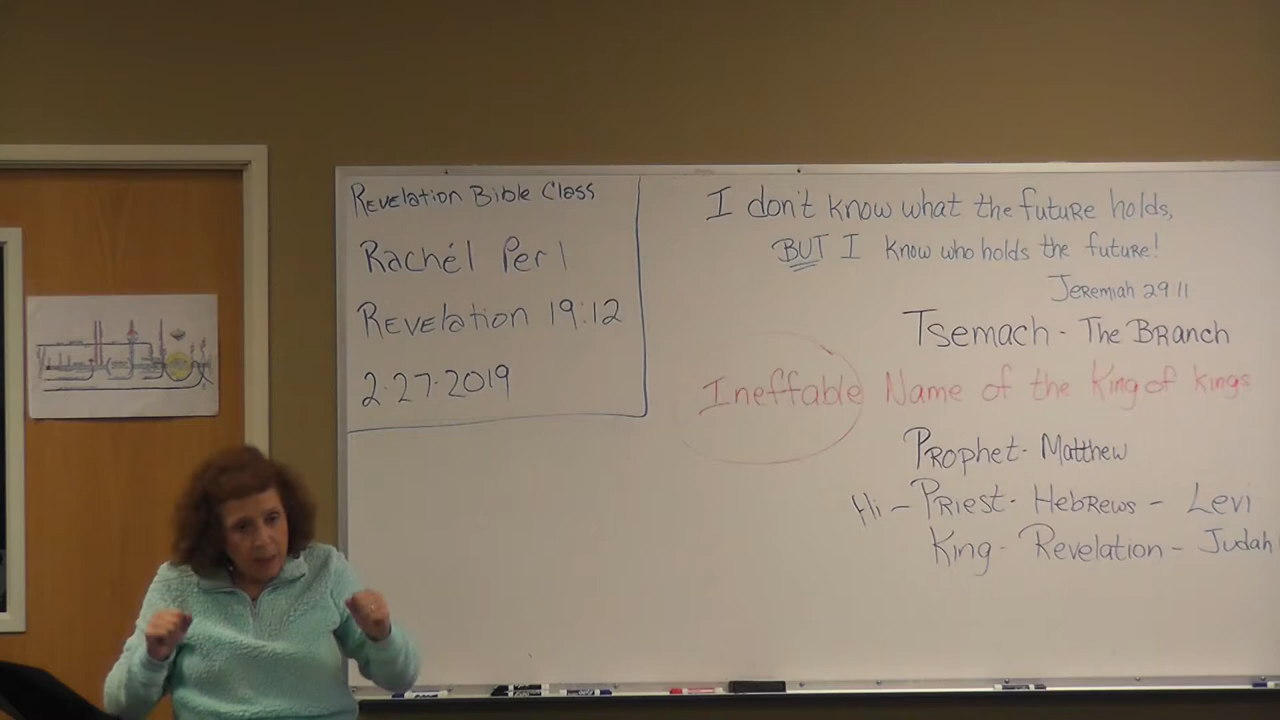 Revelation Bible Class
Rachél Perl
Revelation 19:12
2-27-2019
I don't know what the future holds,
BUT I know who holds the future!
Jeremiah 29 11
Tsemach - The Branch
Ineffable Name of the King of Kings
Prophet - Matthew
Hi - Priest - Hebrews - Levi
King - Revelation - Judah